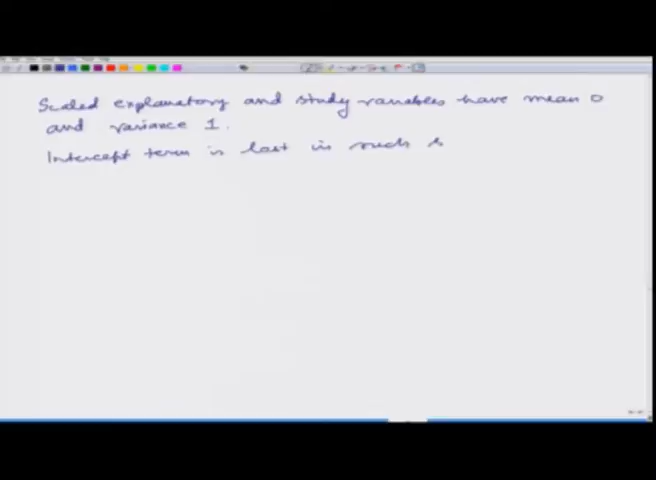 Scaled explanatory and study variables have mean 0
and variance 1.
Intercept term is lost in such s